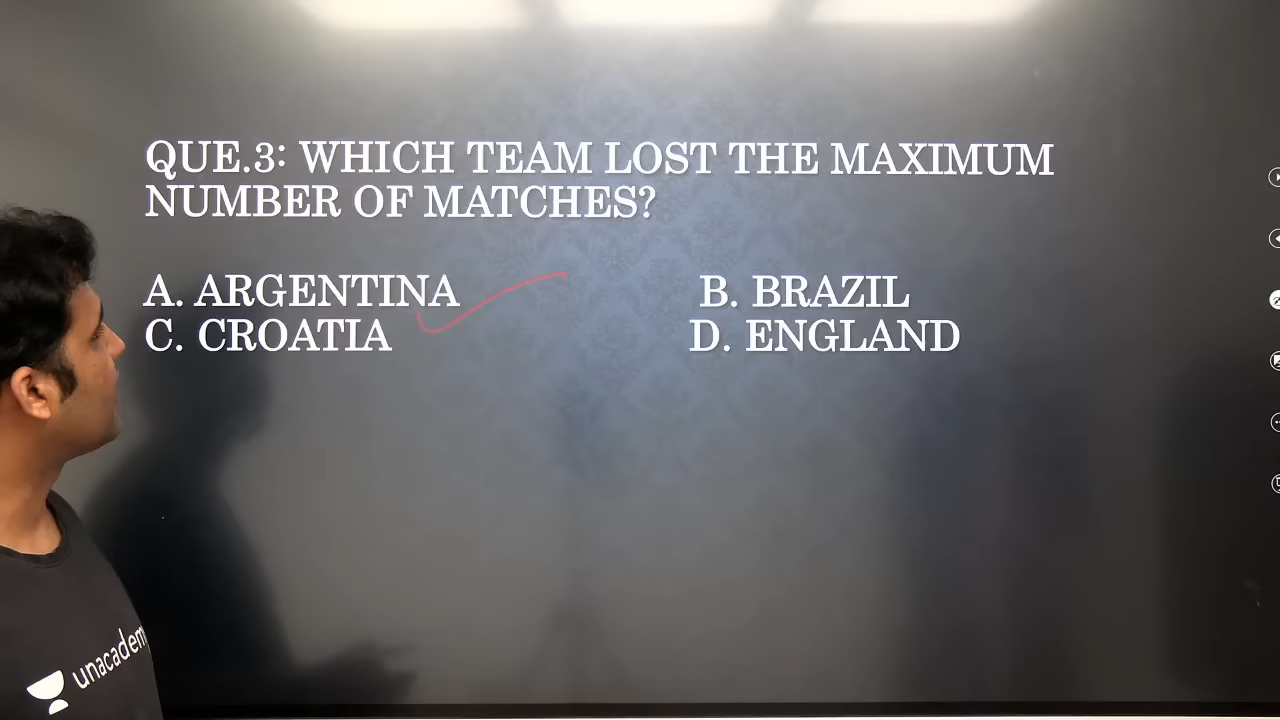 QUE.3: WHICH TEAM LOST THE MAXIMUM
NUMBER OF MATCHES?
A. ARGENTINA B. BRAZIL
C. CROATIA D. ENGLAND
unacadem